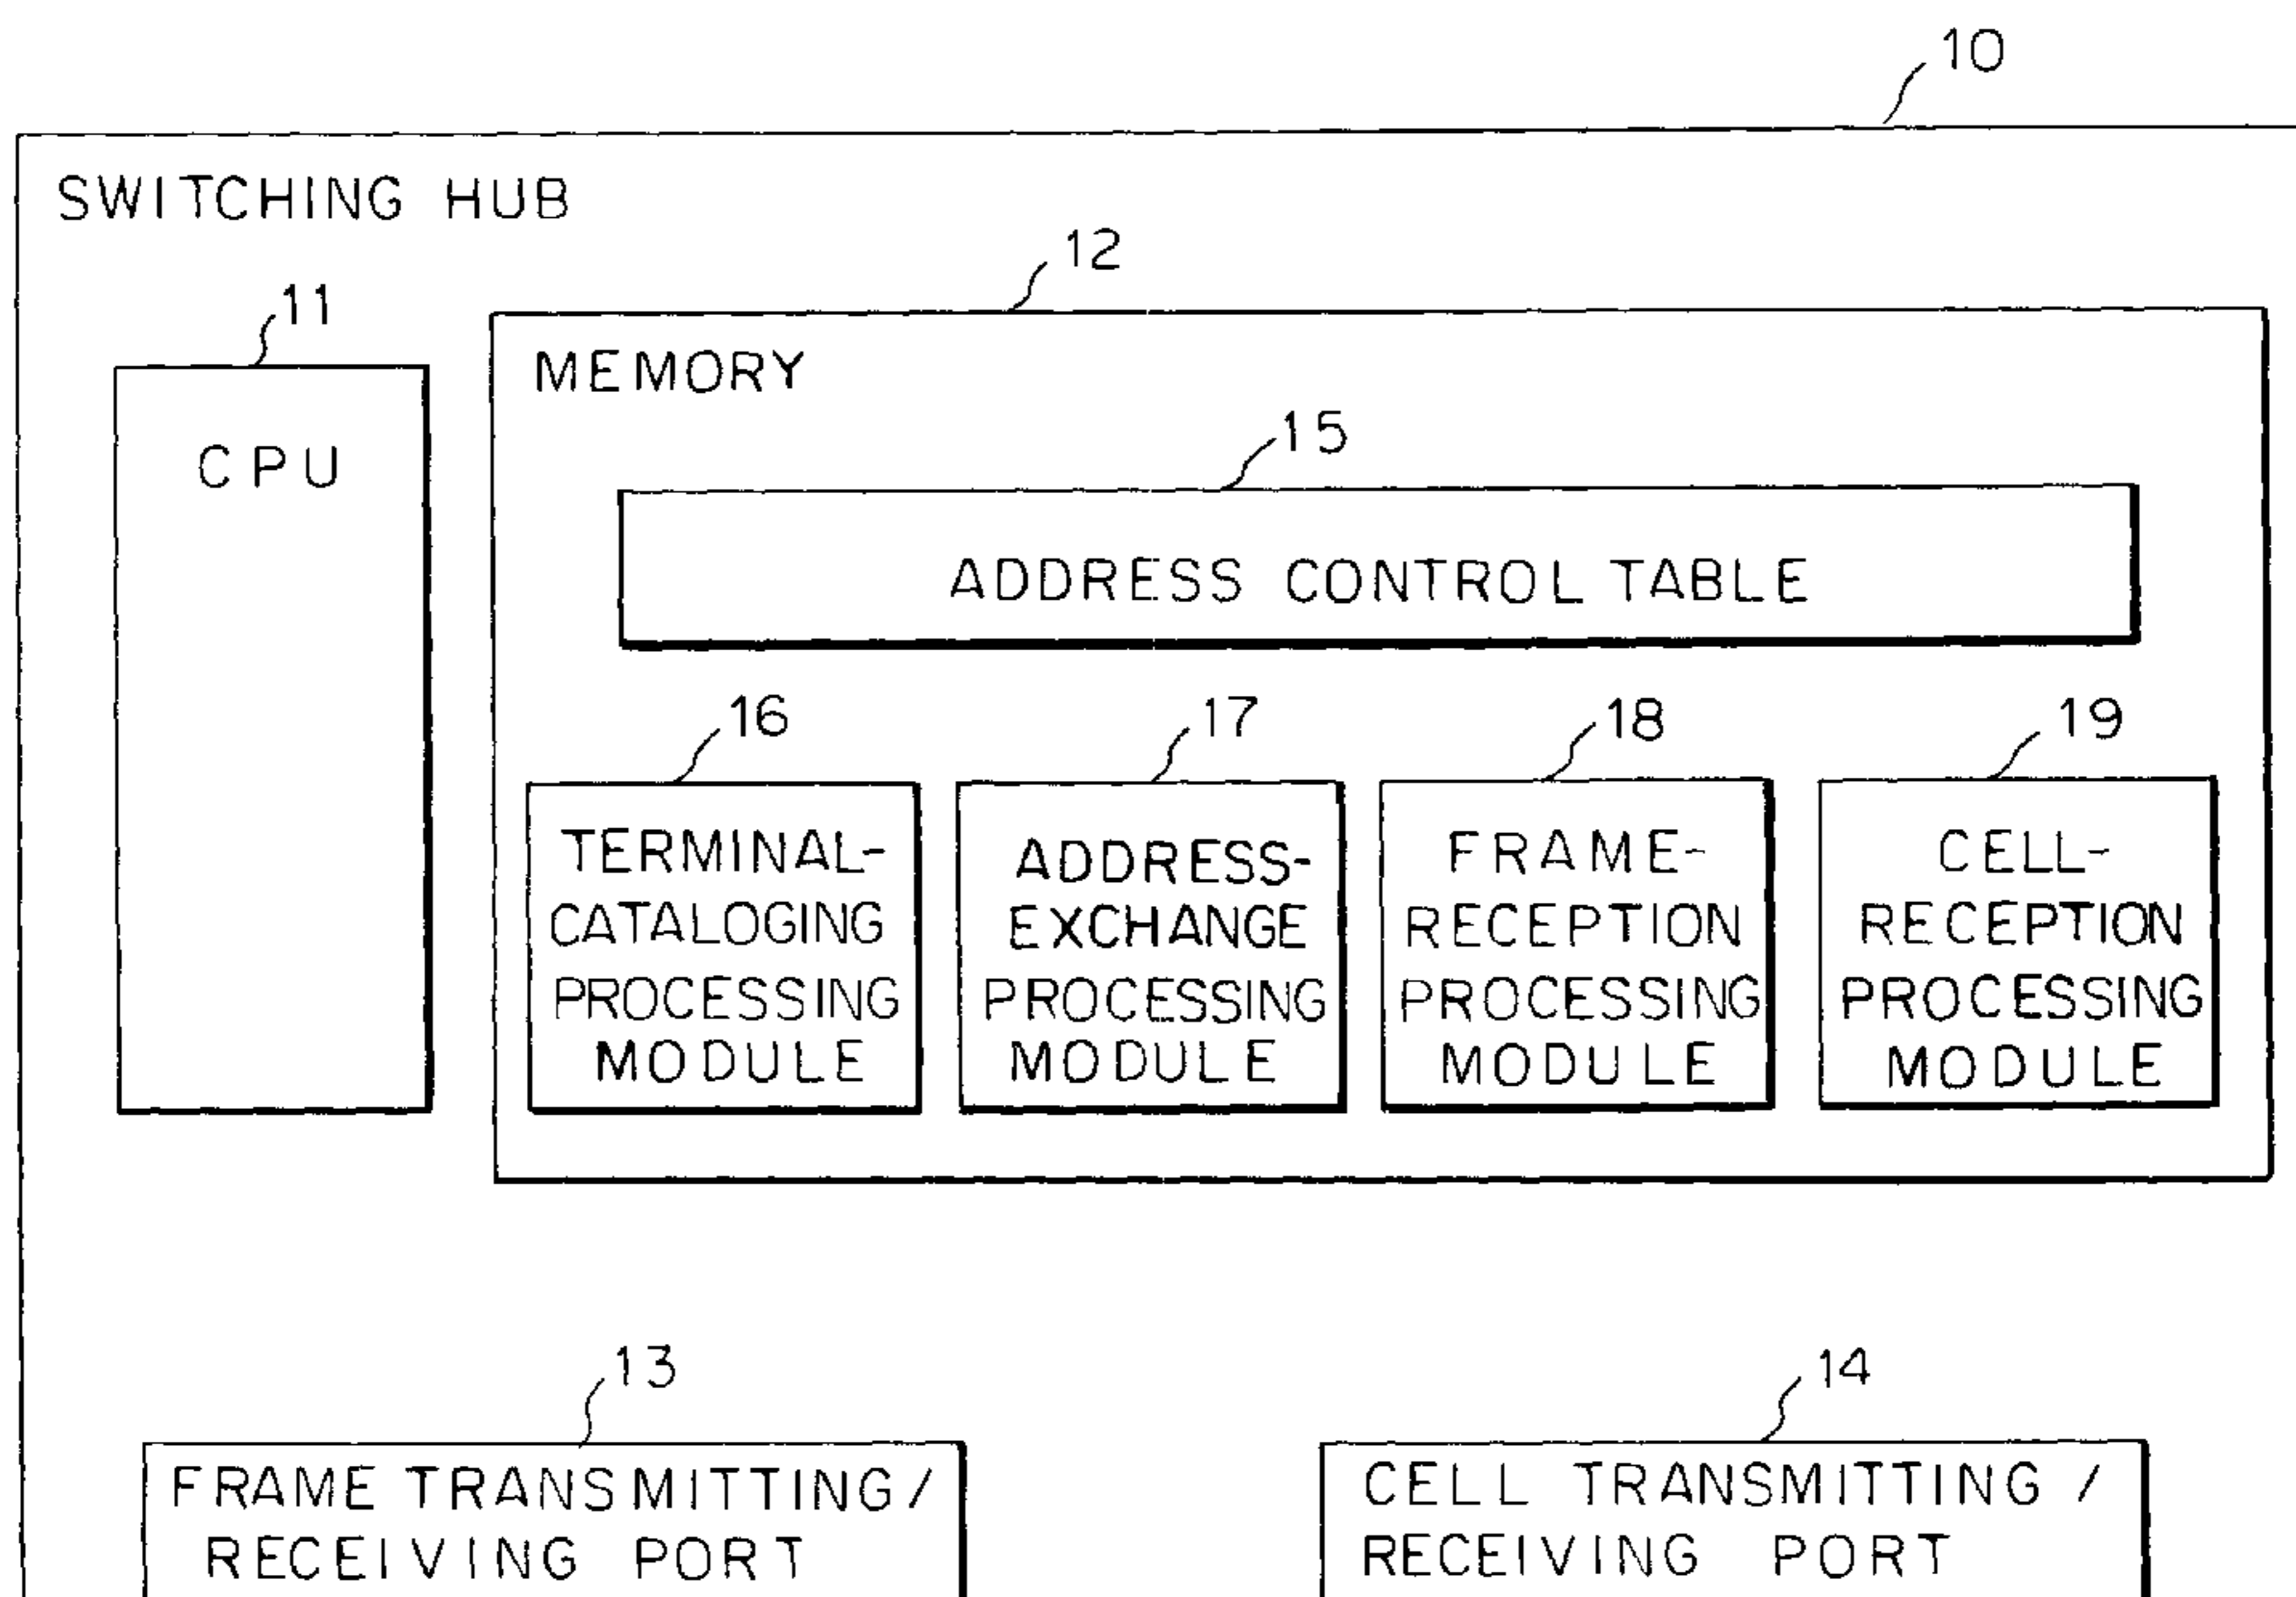 10
SWITCHING HUB
12
11
MEMORY
CPU
15
ADDRESS CONTROL TABLE
16
17
18
19
TERMINAL-
CATALOGING
PROCESSING
MODULE
ADDRESS-
EXCHANGE
PROCESSING
MODULE
FRAME-
RECEPTION
PROCESSING
MODULE
CELL-
RECEPTION
PROCESSING
MODULE
13
14
FRAME TRANSMITTING/
RECEIVING PORT
CELL TRANSMITTING /
RECEIVING PORT